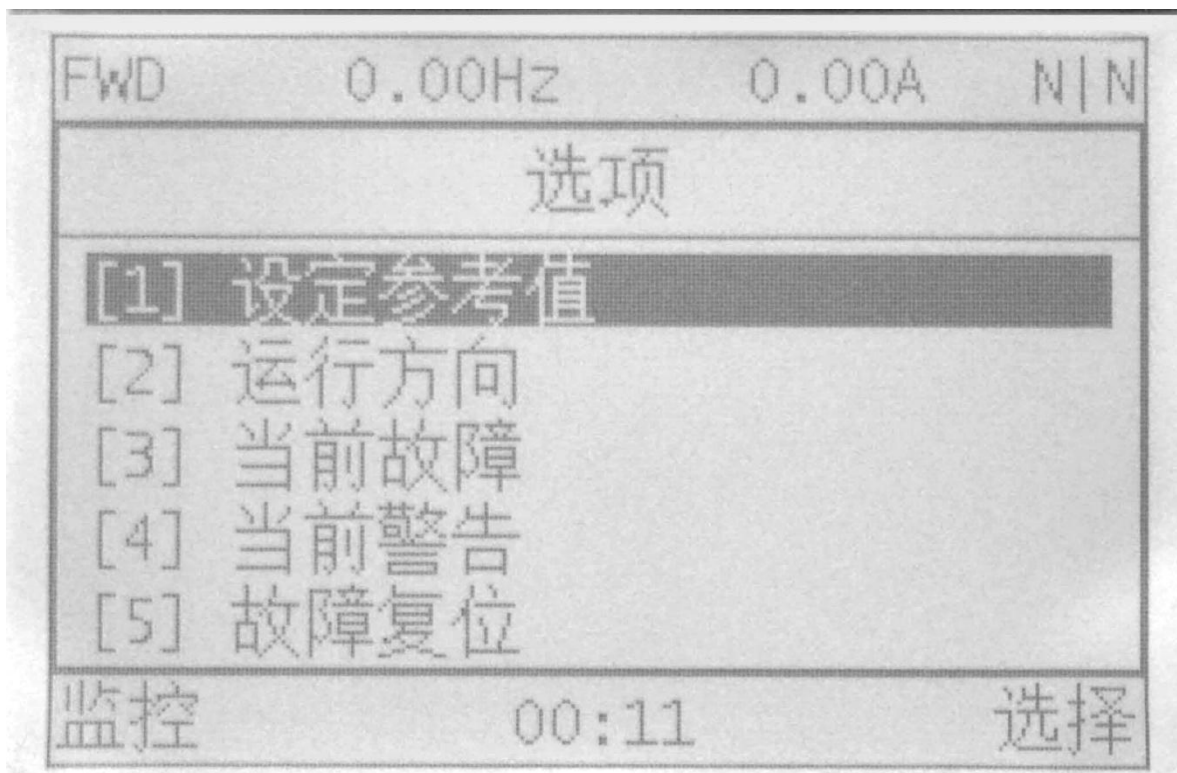 FWD 0.00Hz 0.00A N|N
选项
[1] 设定参考值
[2] 运行方向
[3] 当前故障
[4] 当前警告
[5] 故障复位
监控 00:11 选择